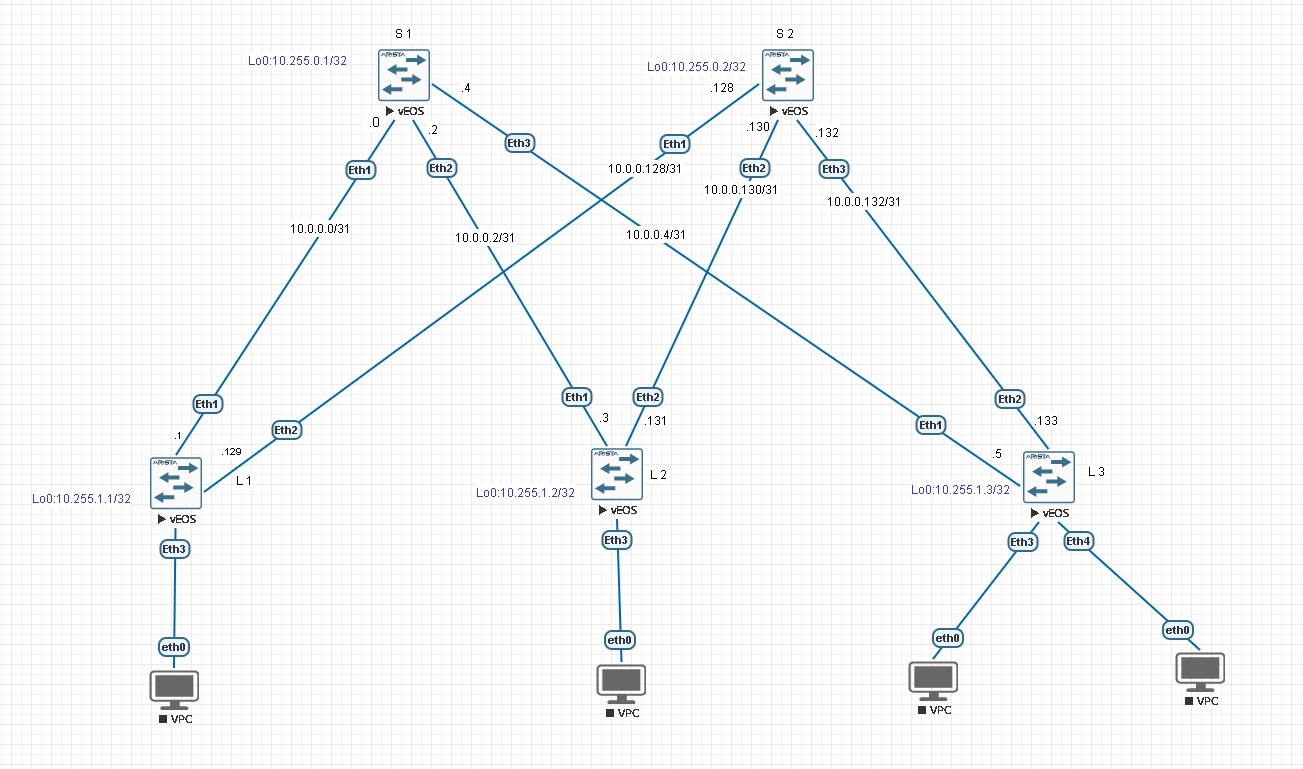 S 1
S 2
Lo0:10.255.0.1/32
ARISTA
ARISTA
Lo0:10.255.0.2/32
.4
.128
vEOS
vEOS
.0
.2
.130
.132
Eth3
Eth1
Eth1
Eth2
Eth2
Eth3
10.0.0.128/31
10.0.0.130/31
10.0.0.132/31
10.0.0.0/31
10.0.0.2/31
10.0.0.4/31
Eth1
Eth1
Eth2
Eth2
.3
.131
.133
Eth1
Eth2
.1
.129
.5
ARISTA
ARISTA
ARISTA
L 1
L 2
L 3
Lo0:10.255.1.1/32
Lo0:10.255.1.2/32
Lo0:10.255.1.3/32
vEOS
vEOS
vEOS
Eth3
Eth3
Eth3
Eth4
eth0
eth0
eth0
eth0
VPC
VPC
VPC
VPC